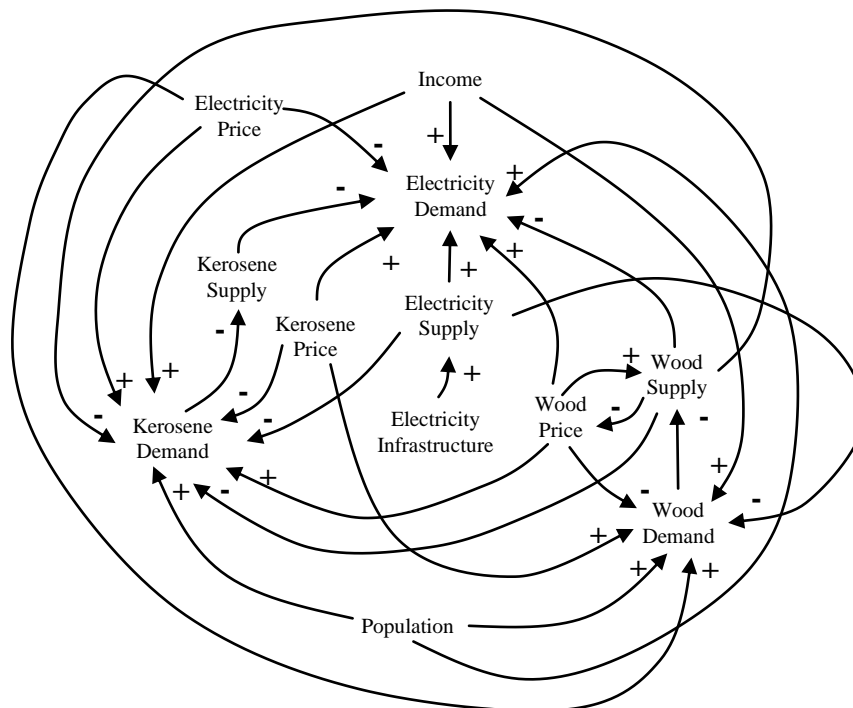 Income
Electricity
Price
-
+
+
Electricity
Demand
-
-
+
+
Kerosene
Supply
+
Electricity
Supply
Kerosene
Price
-
+
Wood
Supply
+
+
+
-
-
-
-
Kerosene
Demand
Electricity
Infrastructure
Wood
Price
-
-
+
-
+
+
-
-
Wood
Demand
+
+
+
Population